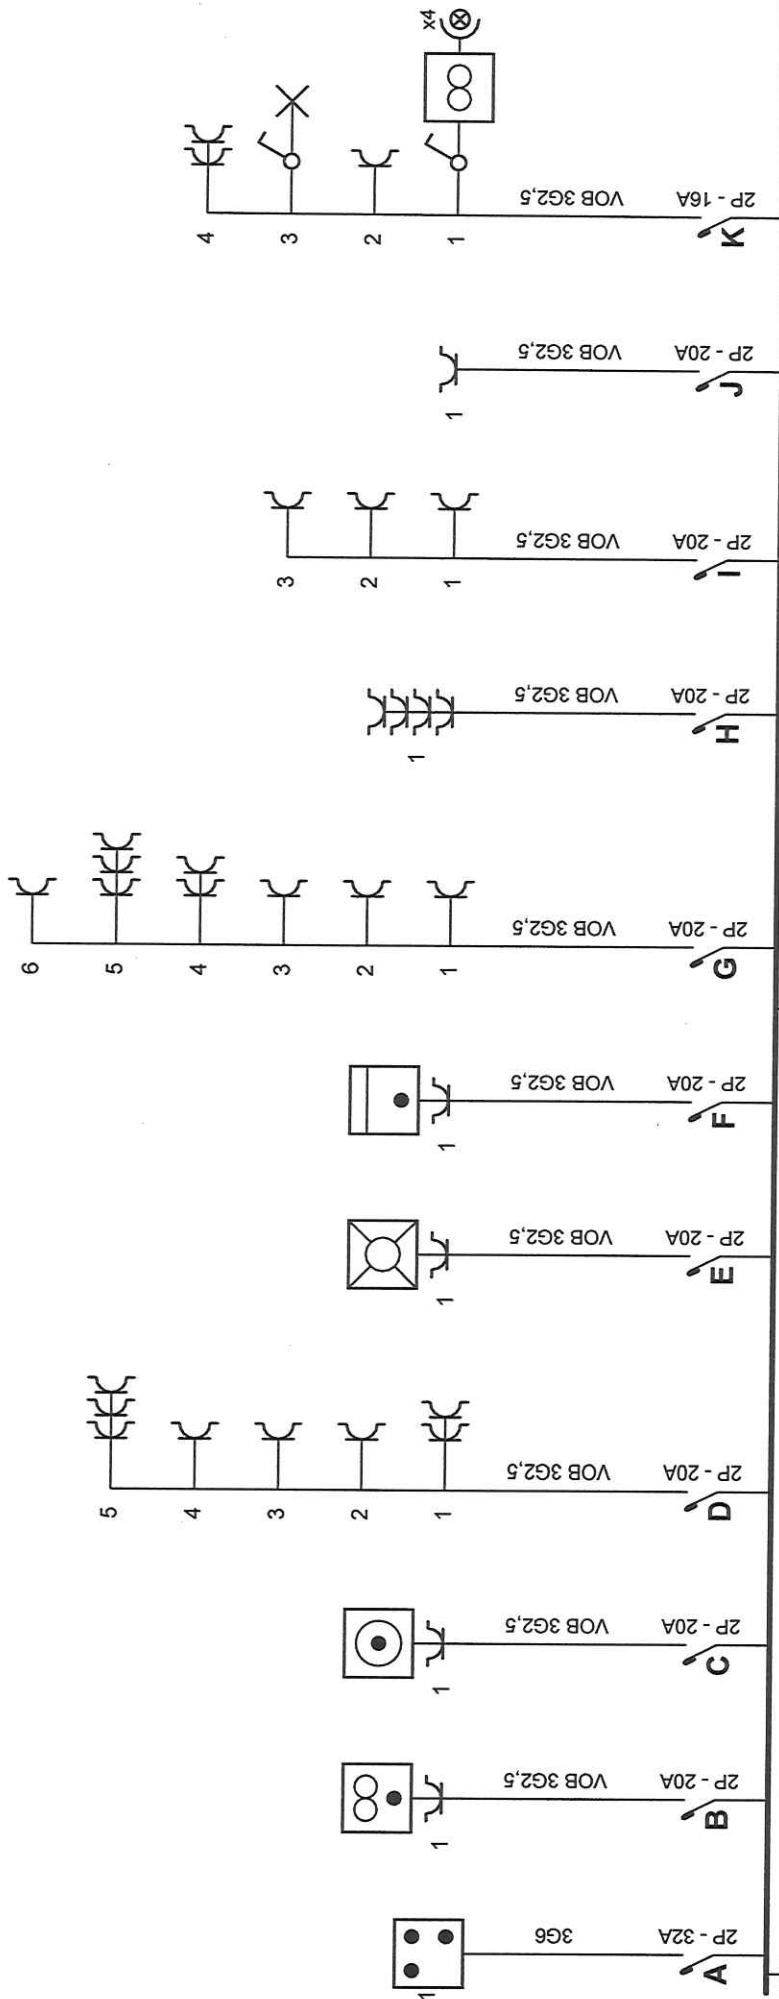 1
3G6
2P - 32A
A
1
VOB 3G2,5
2P - 20A
B
1
VOB 3G2,5
2P - 20A
C
5
4
3
2
1
VOB 3G2,5
2P - 20A
D
1
VOB 3G2,5
2P - 20A
E
1
VOB 3G2,5
2P - 20A
F
6
5
4
3
2
1
VOB 3G2,5
2P - 20A
G
1
VOB 3G2,5
2P - 20A
H
3
2
1
VOB 3G2,5
2P - 20A
I
1
VOB 3G2,5
2P - 20A
J
x4
4
3
2
1
VOB 3G2,5
2P - 16A
K